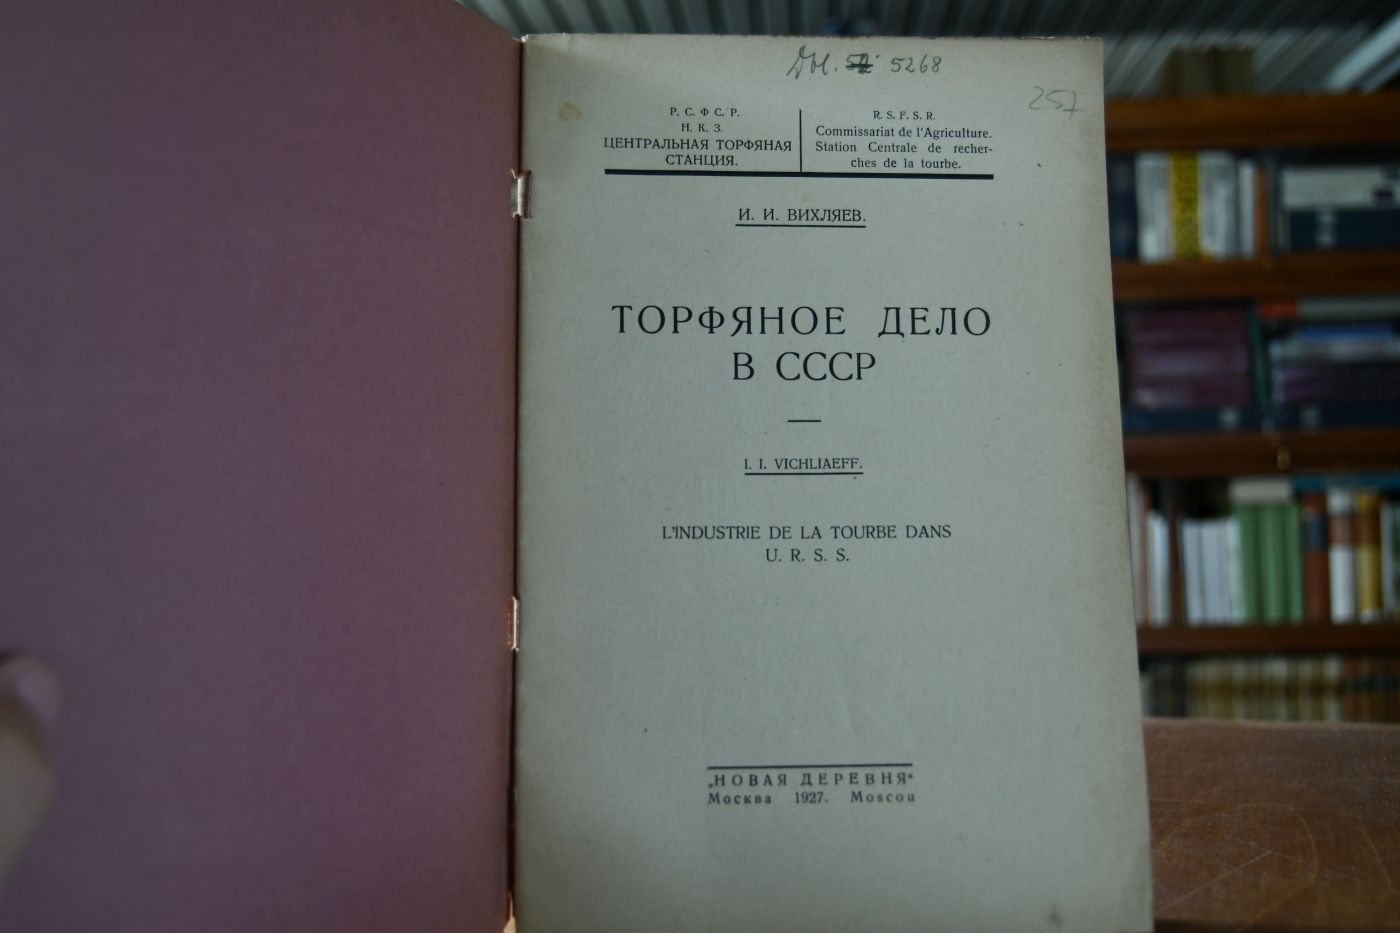 5268
257
Р. С. Ф С. Р.
Н. К. З.
ЦЕНТРАЛЬНАЯ ТОРФЯНАЯ
СТАНЦИЯ.
R. S. F. S. R.
Commissariat de l'Agriculture.
Station Centrale de recher-
ches de la tourbe.
И. И. ВИХЛЯЕВ.
ТОРФЯНОЕ ДЕЛО
В СССР
I. I. VICHLIAEFF.
L'INDUSTRIE DE LA TOURBE DANS
U. R. S. S.
„НОВАЯ ДЕРЕВНЯ“
Москва 1927. Moscou